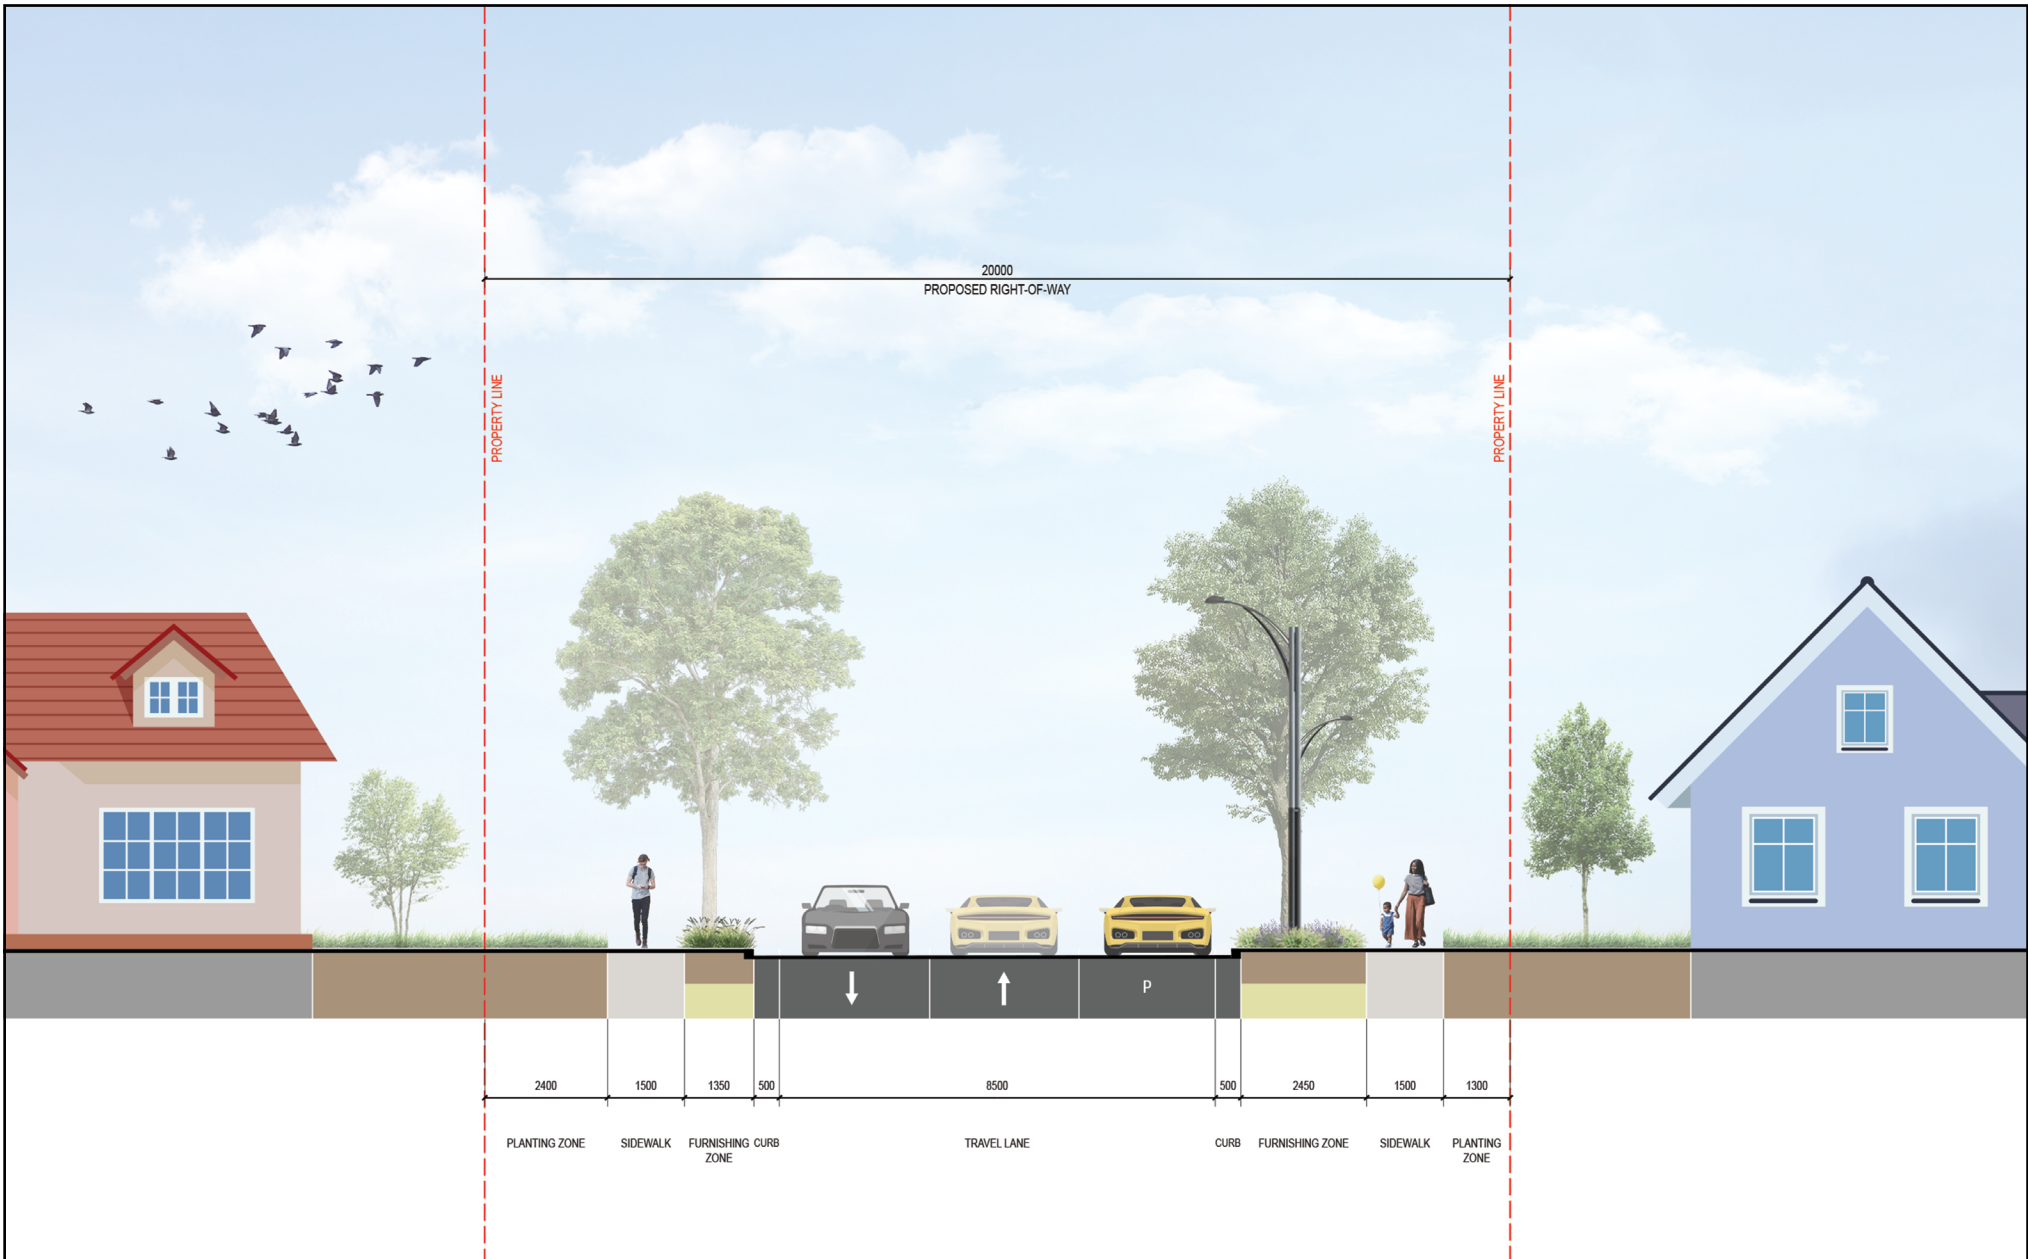 20000
PROPOSED RIGHT-OF-WAY
PROPERTY LINE
PROPERTY LINE
P
2400
1500
1350
500
8500
500
2450
1500
1300
PLANTING ZONE
SIDEWALK
FURNISHING
ZONE
CURB
TRAVEL LANE
CURB
FURNISHING ZONE
SIDEWALK
PLANTING
ZONE